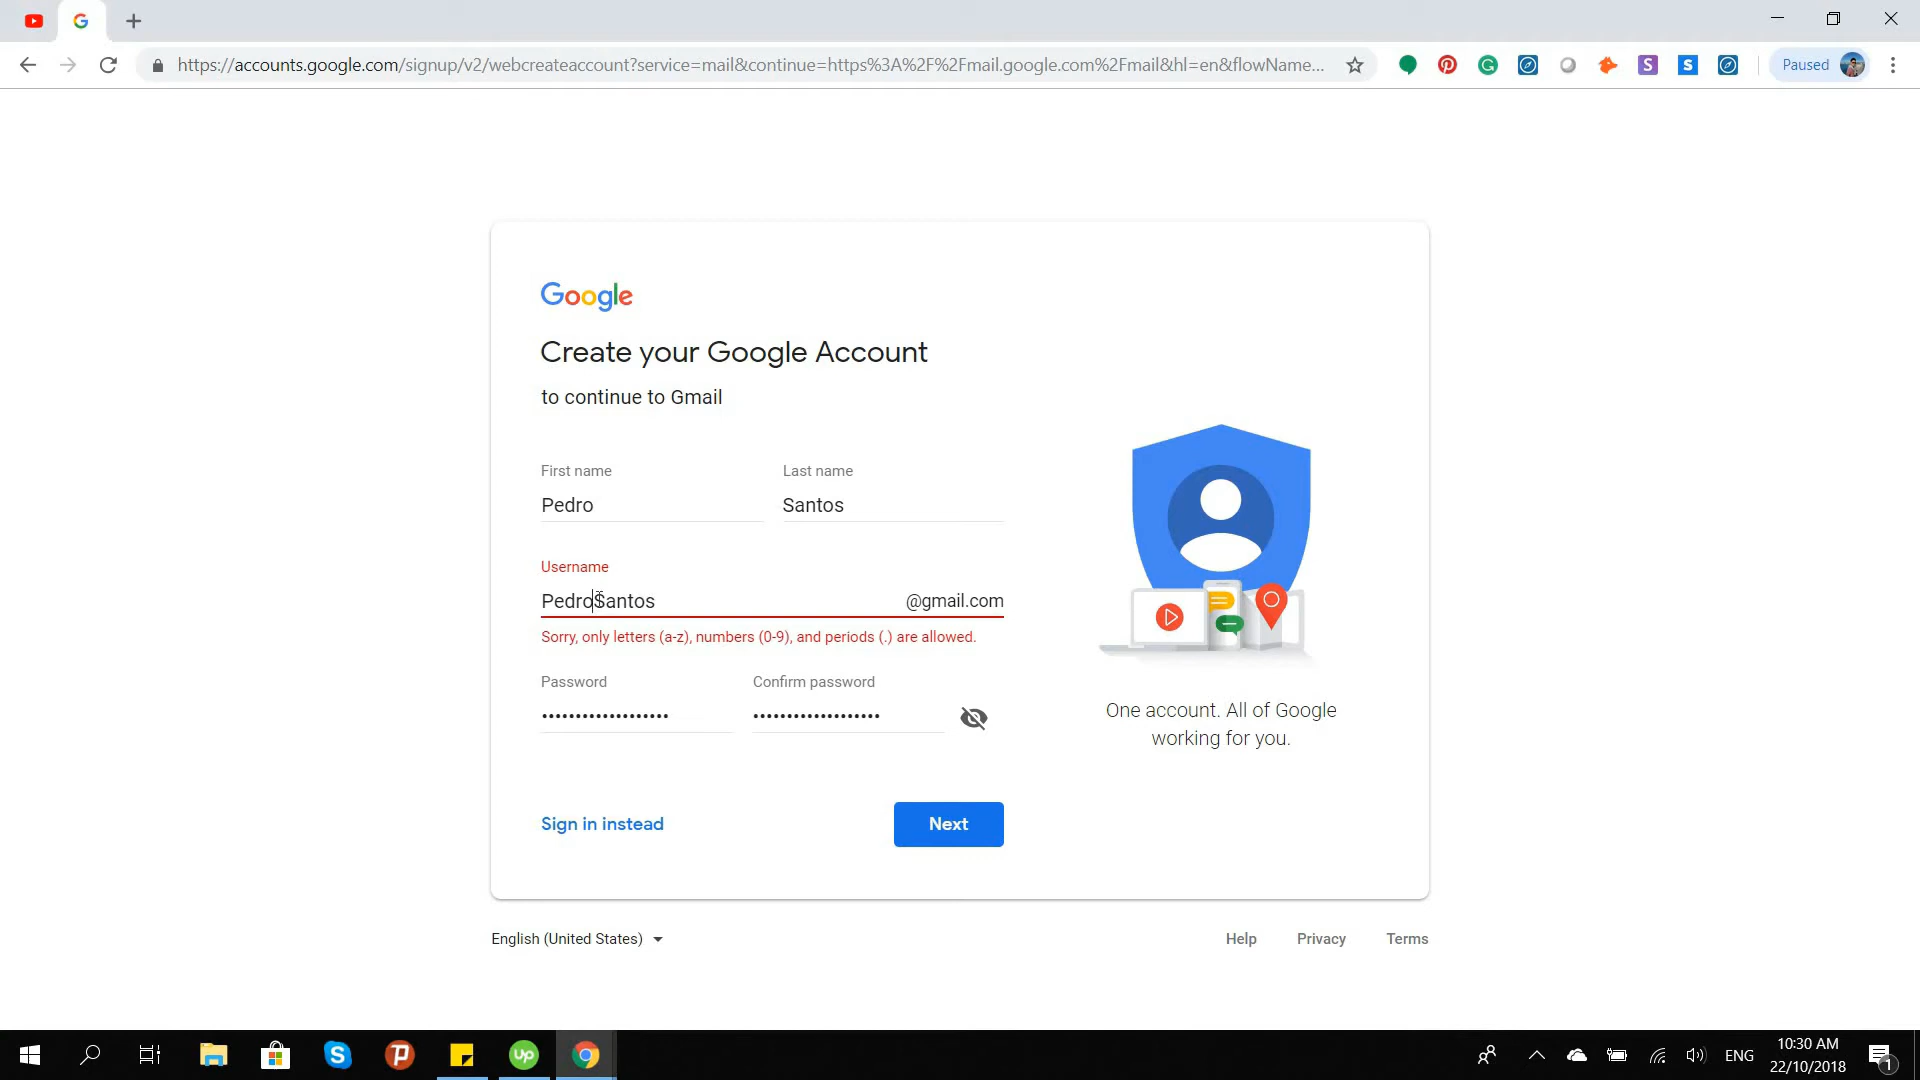 https://accounts.google.com/signup/v2/webcreateaccount?service=mail&continue=https%3A%2F%2Fmail.google.com%2Fmail&hl=en&flowName...
Paused
Google
Create your Google Account
to continue to Gmail
First name
Last name
Pedro
Santos
Username
PedroSantos
@gmail.com
Sorry, only letters (a-z), numbers (0-9), and periods (.) are allowed.
Password
Confirm password
One account. All of Google
working for you.
Sign in instead
Next
English (United States)
Help
Privacy
Terms
ENG
10:30 AM
22/10/2018
1